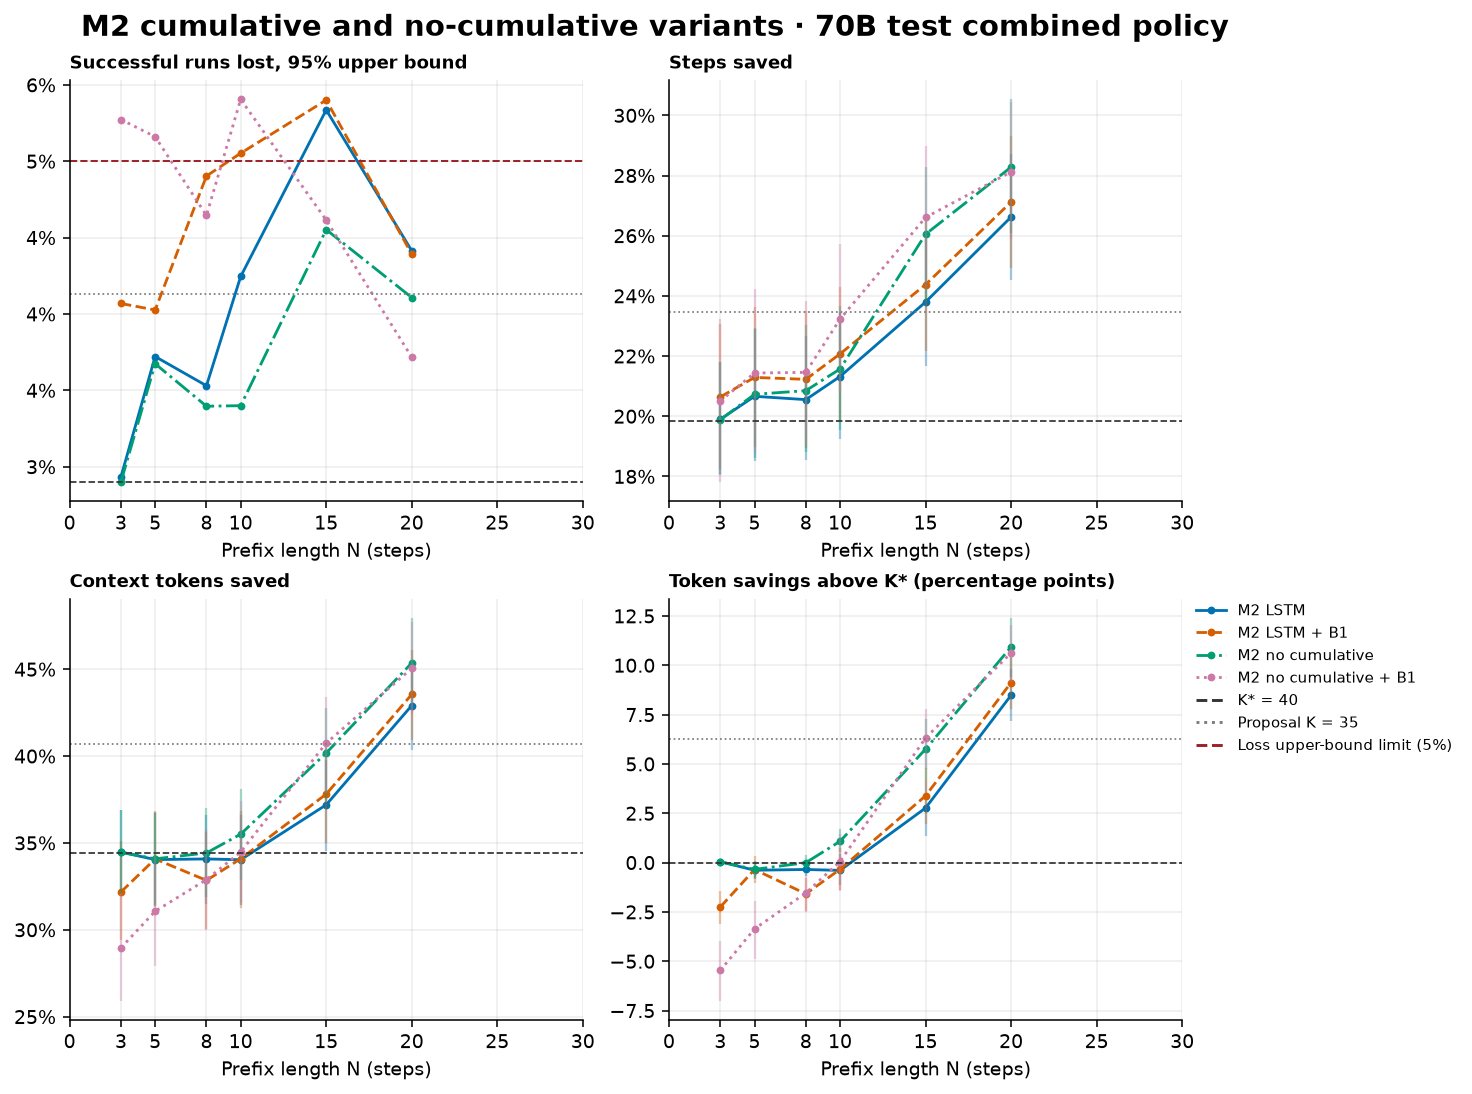 M2 cumulative and no-cumulative variants · 70B test combined policy
Successful runs lost, 95% upper bound
6%
5%
4%
4%
4%
3%
0 3 5 8 10 15 20 25 30
Prefix length N (steps)
Steps saved
30%
28%
26%
24%
22%
20%
18%
0 3 5 8 10 15 20 25 30
Prefix length N (steps)
Context tokens saved
45%
40%
35%
30%
25%
0 3 5 8 10 15 20 25 30
Prefix length N (steps)
Token savings above K* (percentage points)
12.5
10.0
7.5
5.0
2.5
0.0
−2.5
−5.0
−7.5
0 3 5 8 10 15 20 25 30
Prefix length N (steps)
M2 LSTM
M2 LSTM + B1
M2 no cumulative
M2 no cumulative + B1
K* = 40
Proposal K = 35
Loss upper-bound limit (5%)